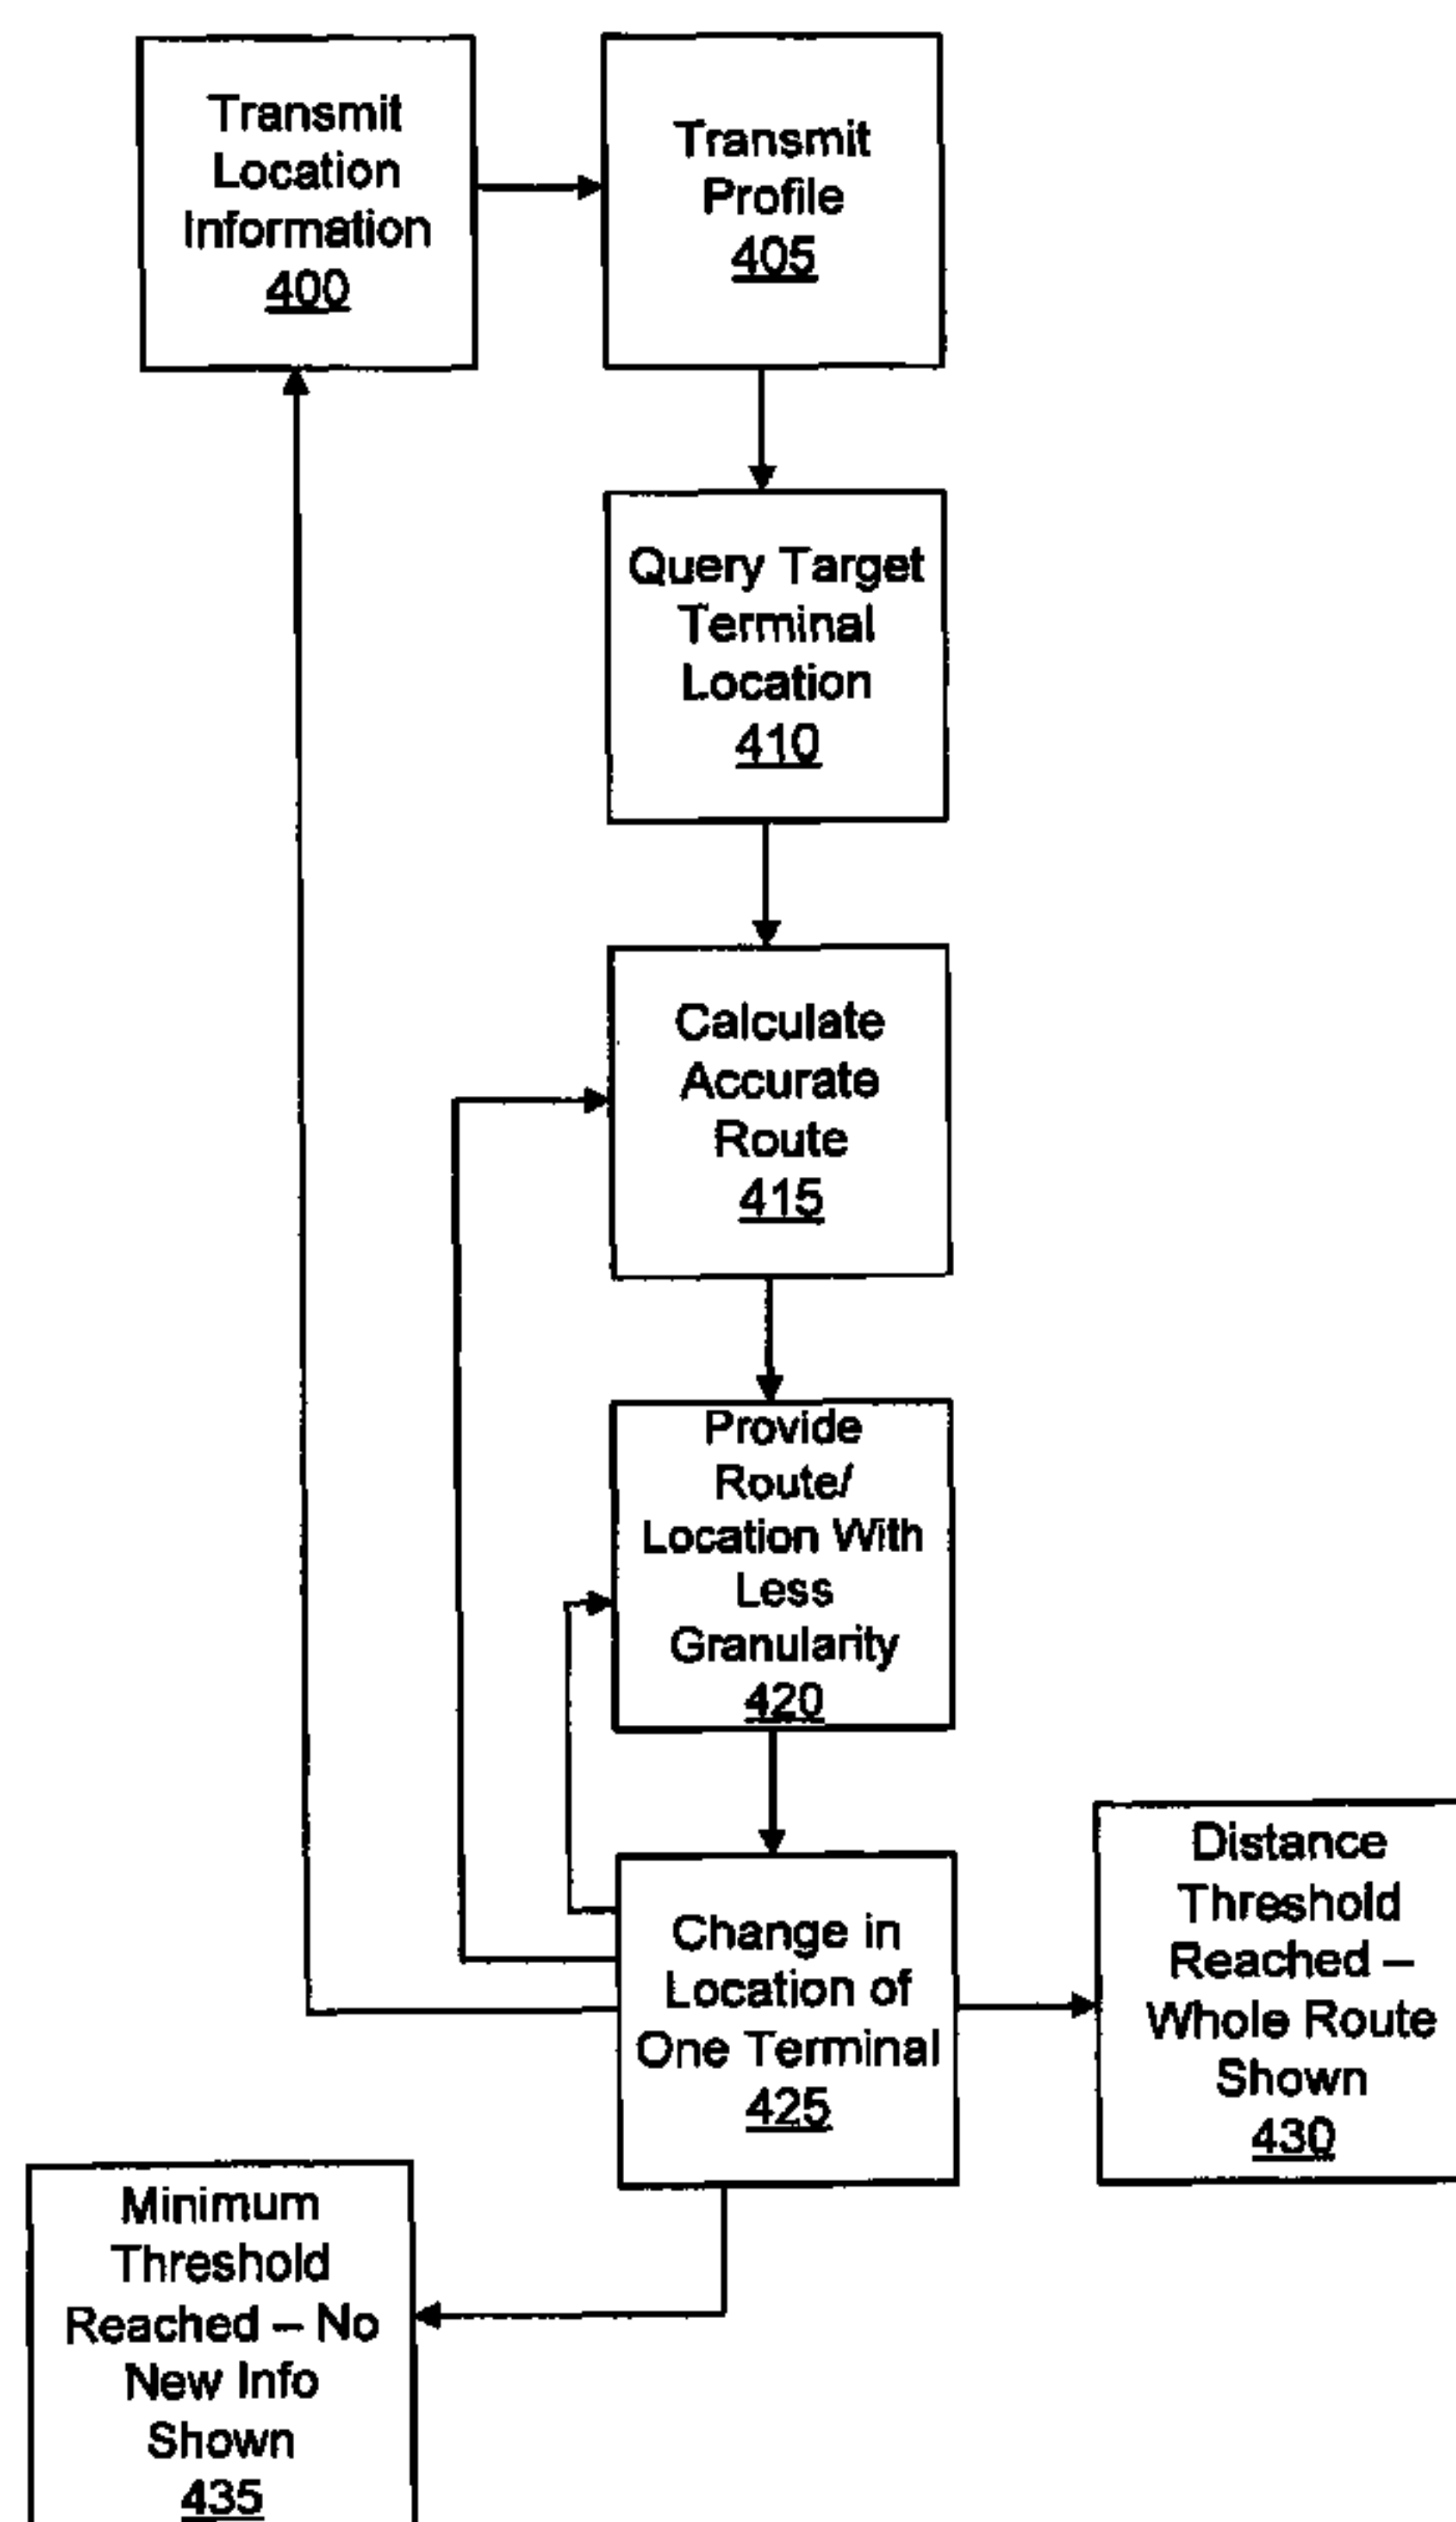 Transmit
Location
Information
400
Transmit
Profile
405
Query Target
Terminal
Location
410
Calculate
Accurate
Route
415
Provide
Route/
Location With
Less
Granularity
420
Change in
Location of
One Terminal
425
Distance
Threshold
Reached –
Whole Route
Shown
430
Minimum
Threshold
Reached – No
New Info
Shown
435